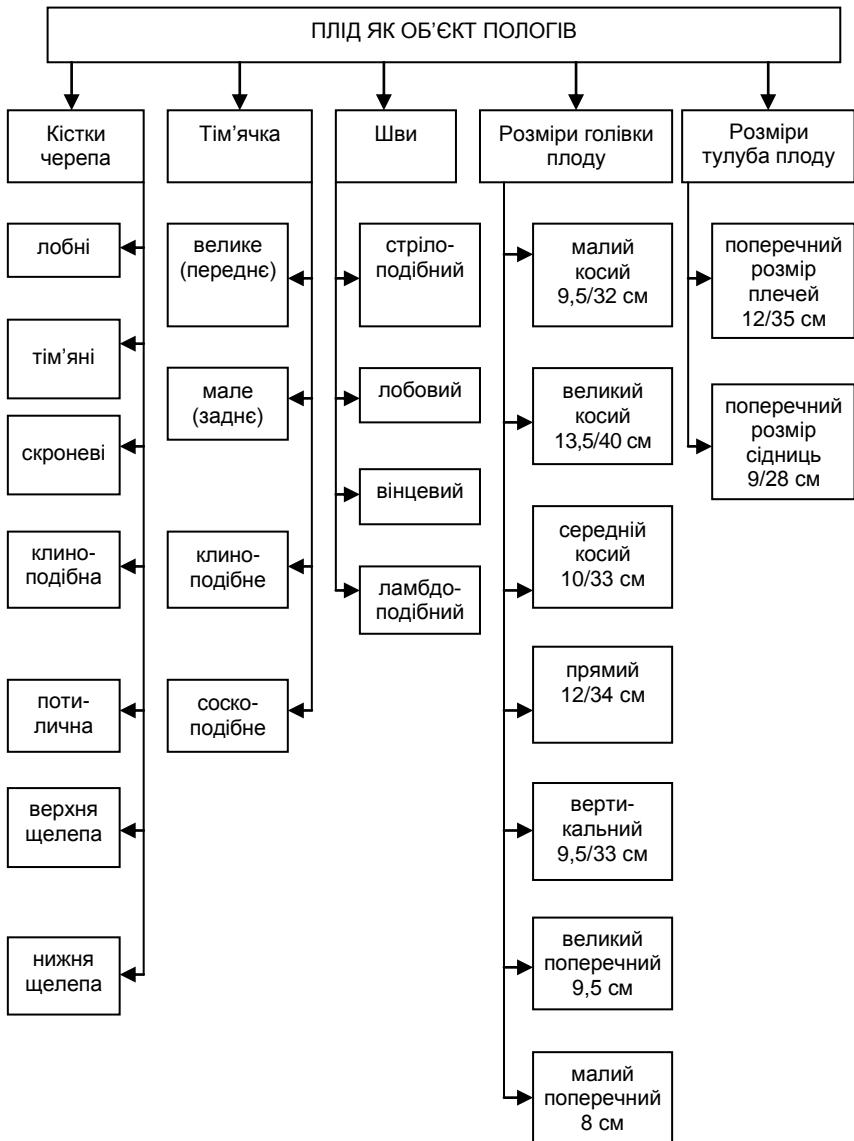 ПЛІД ЯК ОБ’ЄКТ ПОЛОГІВ
Кістки
черепа
лобні
тім’яні
скроневі
клино-
подібна
поти-
лична
верхня
щелепа
нижня
щелепа
Тім’ячка
велике
(переднє)
мале
(заднє)
клино-
подібне
соско-
подібне
Шви
стріло-
подібний
лобовий
вінцевий
ламбдо-
подібний
Розміри голівки
плоду
малий
косий
9,5/32 см
великий
косий
13,5/40 см
середній
косий
10/33 см
прямий
12/34 см
верти-
кальний
9,5/33 см
великий
поперечний
9,5 см
малий
поперечний
8 см
Розміри
тулуба плоду
поперечний
розмір
плечей
12/35 см
поперечний
розмір
сідниць
9/28 см